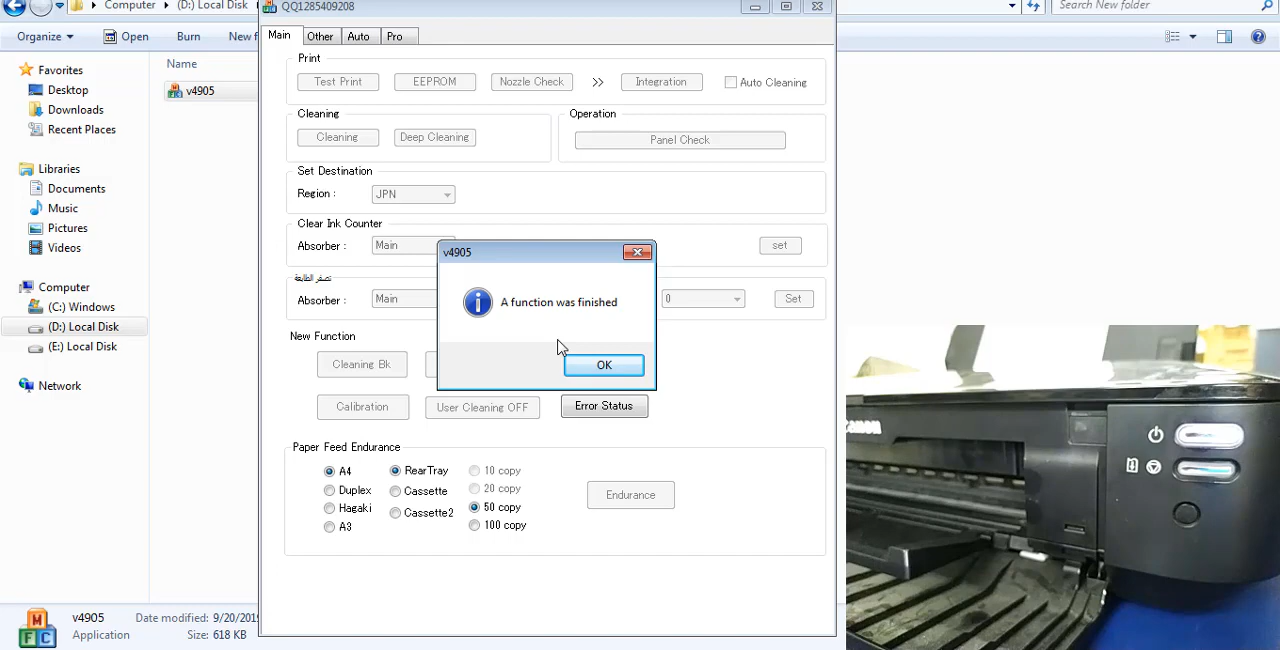 Computer ▸ (D:) Local Disk
QQ1285409208
Search New folder
Organize
Open
Burn
New f
Main
Other
Auto
Pro
Favorites
Desktop
Downloads
Recent Places
Libraries
Documents
Music
Pictures
Videos
Computer
(C:) Windows
(D:) Local Disk
(E:) Local Disk
Network
Name
v4905
Print
Test Print
EEPROM
Nozzle Check
>>
Integration
Auto Cleaning
Cleaning
Cleaning
Deep Cleaning
Operation
Panel Check
Set Destination
Region :
JPN
Clear Ink Counter
Absorber :
Main
set
تصفر الطابعة
Absorber :
Main
0
Set
v4905
A function was finished
OK
New Function
Cleaning Bk
Calibration
User Cleaning OFF
Error Status
Paper Feed Endurance
A4
Duplex
Hagaki
A3
RearTray
Cassette
Cassette2
10 copy
20 copy
50 copy
100 copy
Endurance
v4905
Date modified: 9/20/201
Application
Size: 618 KB
MFC